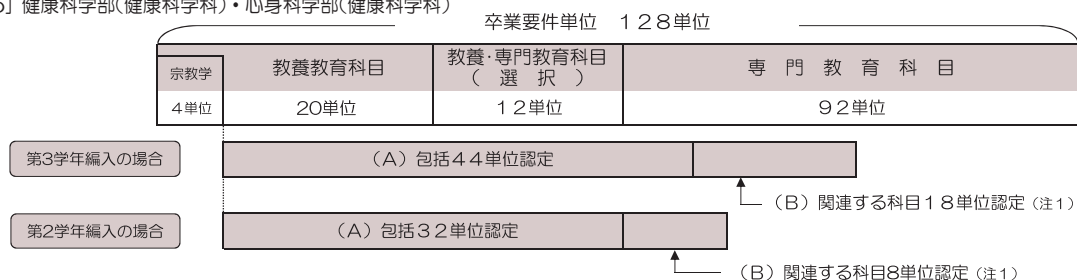 健康科学部(健康科学科)・心身科学部(健康科学科)
卒業要件単位 128単位
宗教学
教養教育科目
教養・専門教育科目
(選択)
専門教育科目
4単位
20単位
12単位
92単位
第3学年編入の場合
(A)包括44単位認定
(B)関連する科目18単位認定(注1)
第2学年編入の場合
(A)包括32単位認定
(B)関連する科目8単位認定(注1)